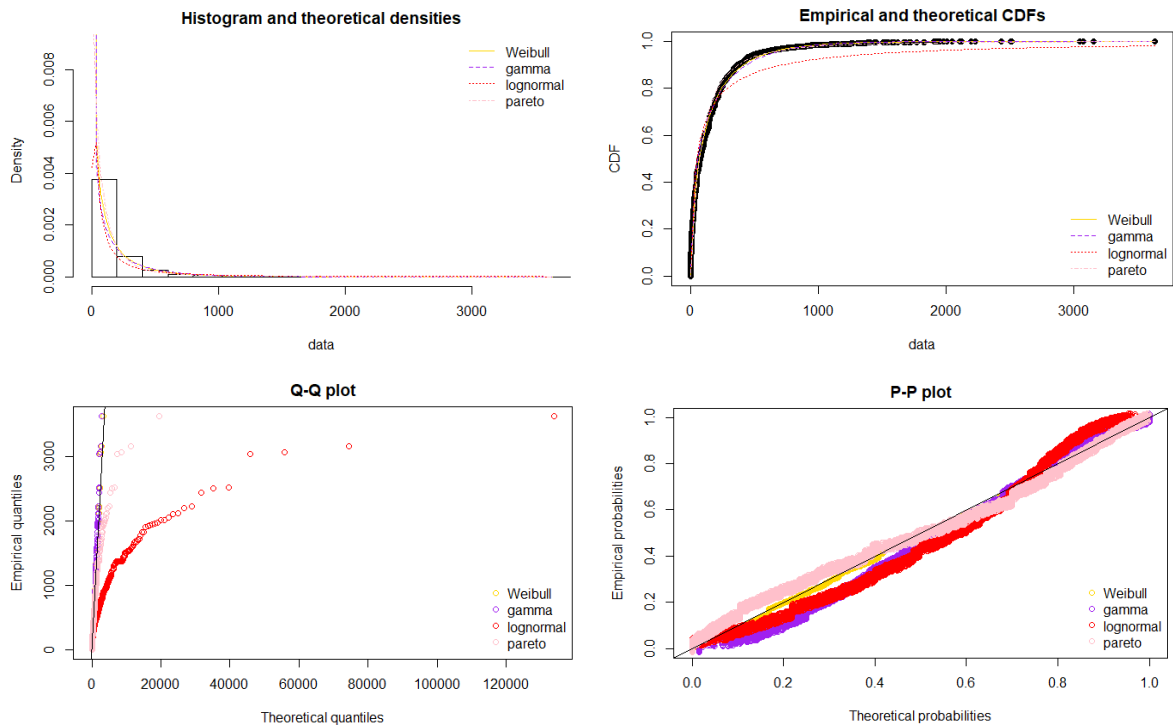 Histogram and theoretical densities
Density
0.000
0.002
0.004
0.006
0.008
0
1000
2000
3000
data
Weibull
gamma
lognormal
pareto
Empirical and theoretical CDFs
CDF
0.0
0.2
0.4
0.6
0.8
1.0
0
1000
2000
3000
data
Weibull
gamma
lognormal
pareto
Q-Q plot
Empirical quantiles
0
1000
2000
3000
0
20000
40000
60000
80000
100000
120000
Theoretical quantiles
Weibull
gamma
lognormal
pareto
P-P plot
Empirical probabilities
0.0
0.2
0.4
0.6
0.8
1.0
0.0
0.2
0.4
0.6
0.8
1.0
Theoretical probabilities
Weibull
gamma
lognormal
pareto